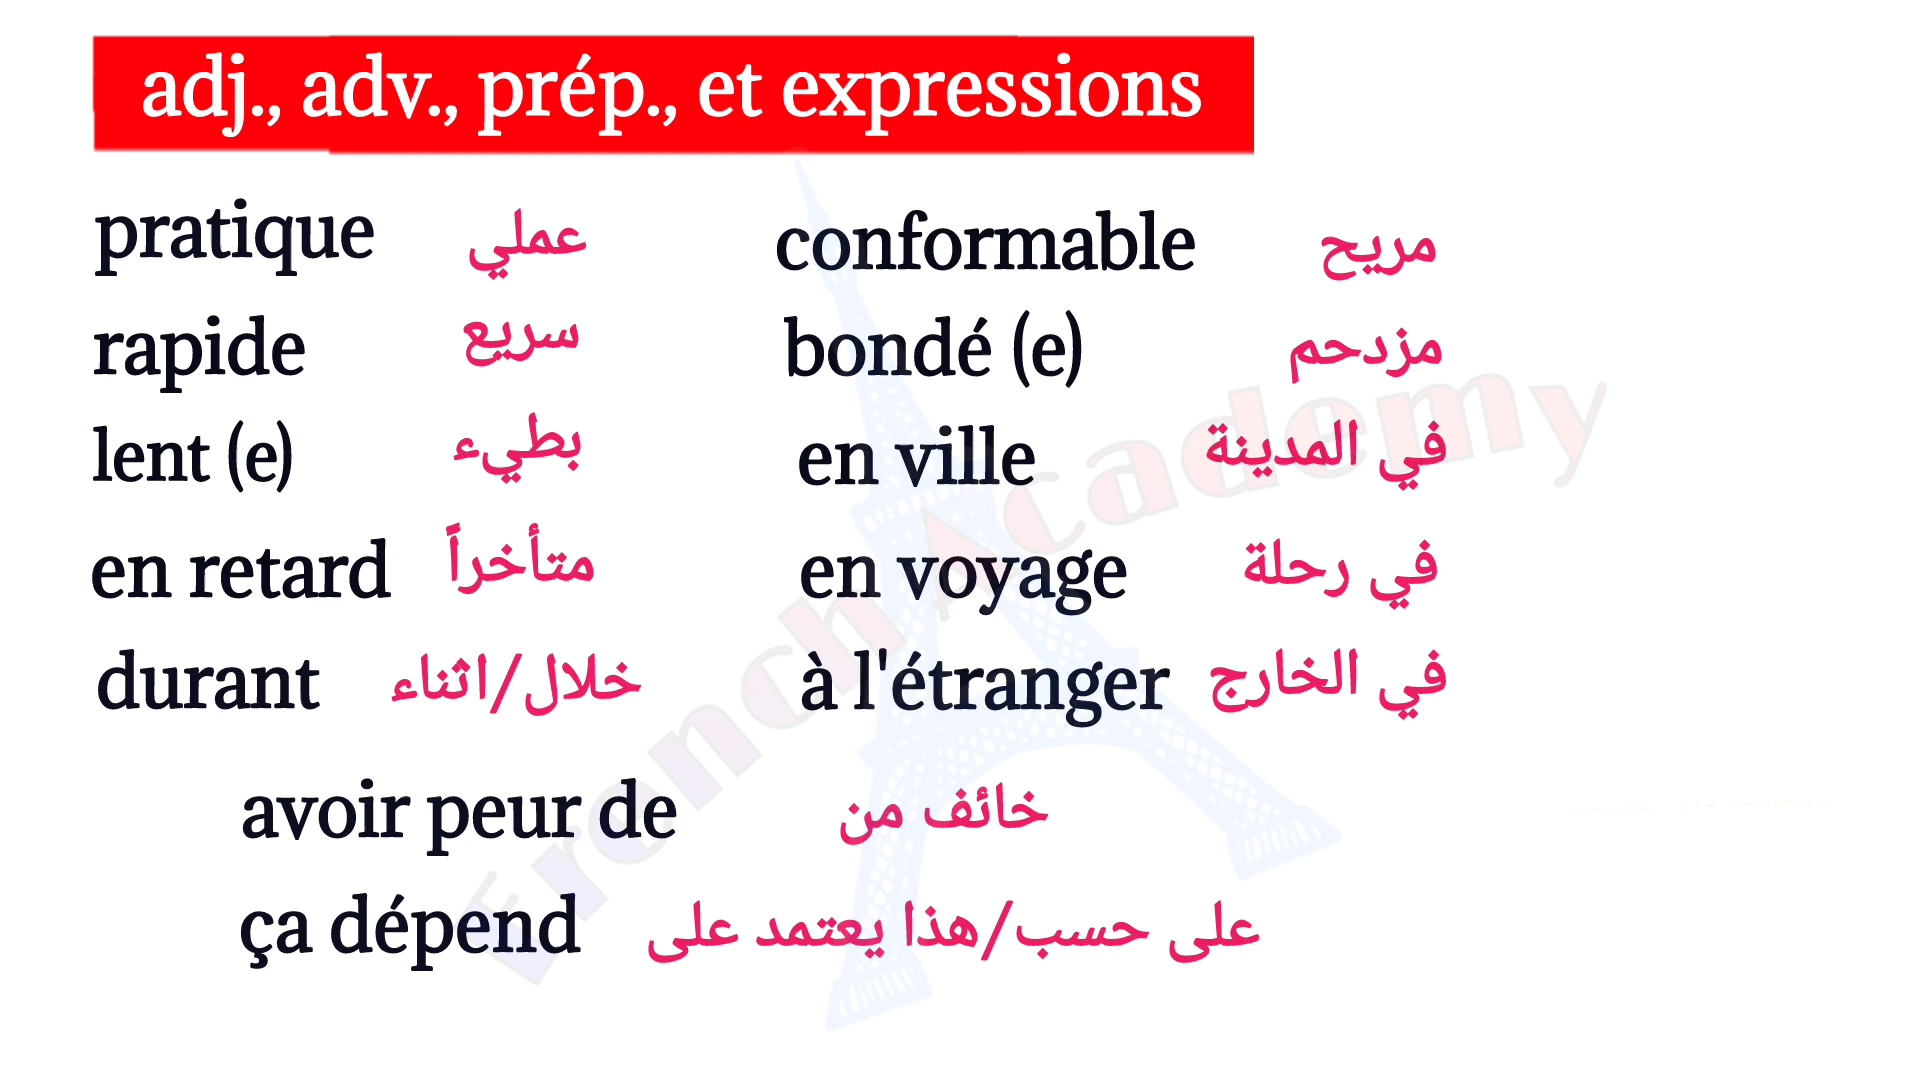 adj., adv., prép., et expressions
pratique عملي conformable مريح
rapide سريع bondé (e) مزدحم
lent (e) بطيء en ville في المدينة
en retard متأخراً en voyage في رحلة
durant خلال/اثناء à l'étranger في الخارج
avoir peur de خائف من
ça dépend على حسب/هذا يعتمد على
French Academy